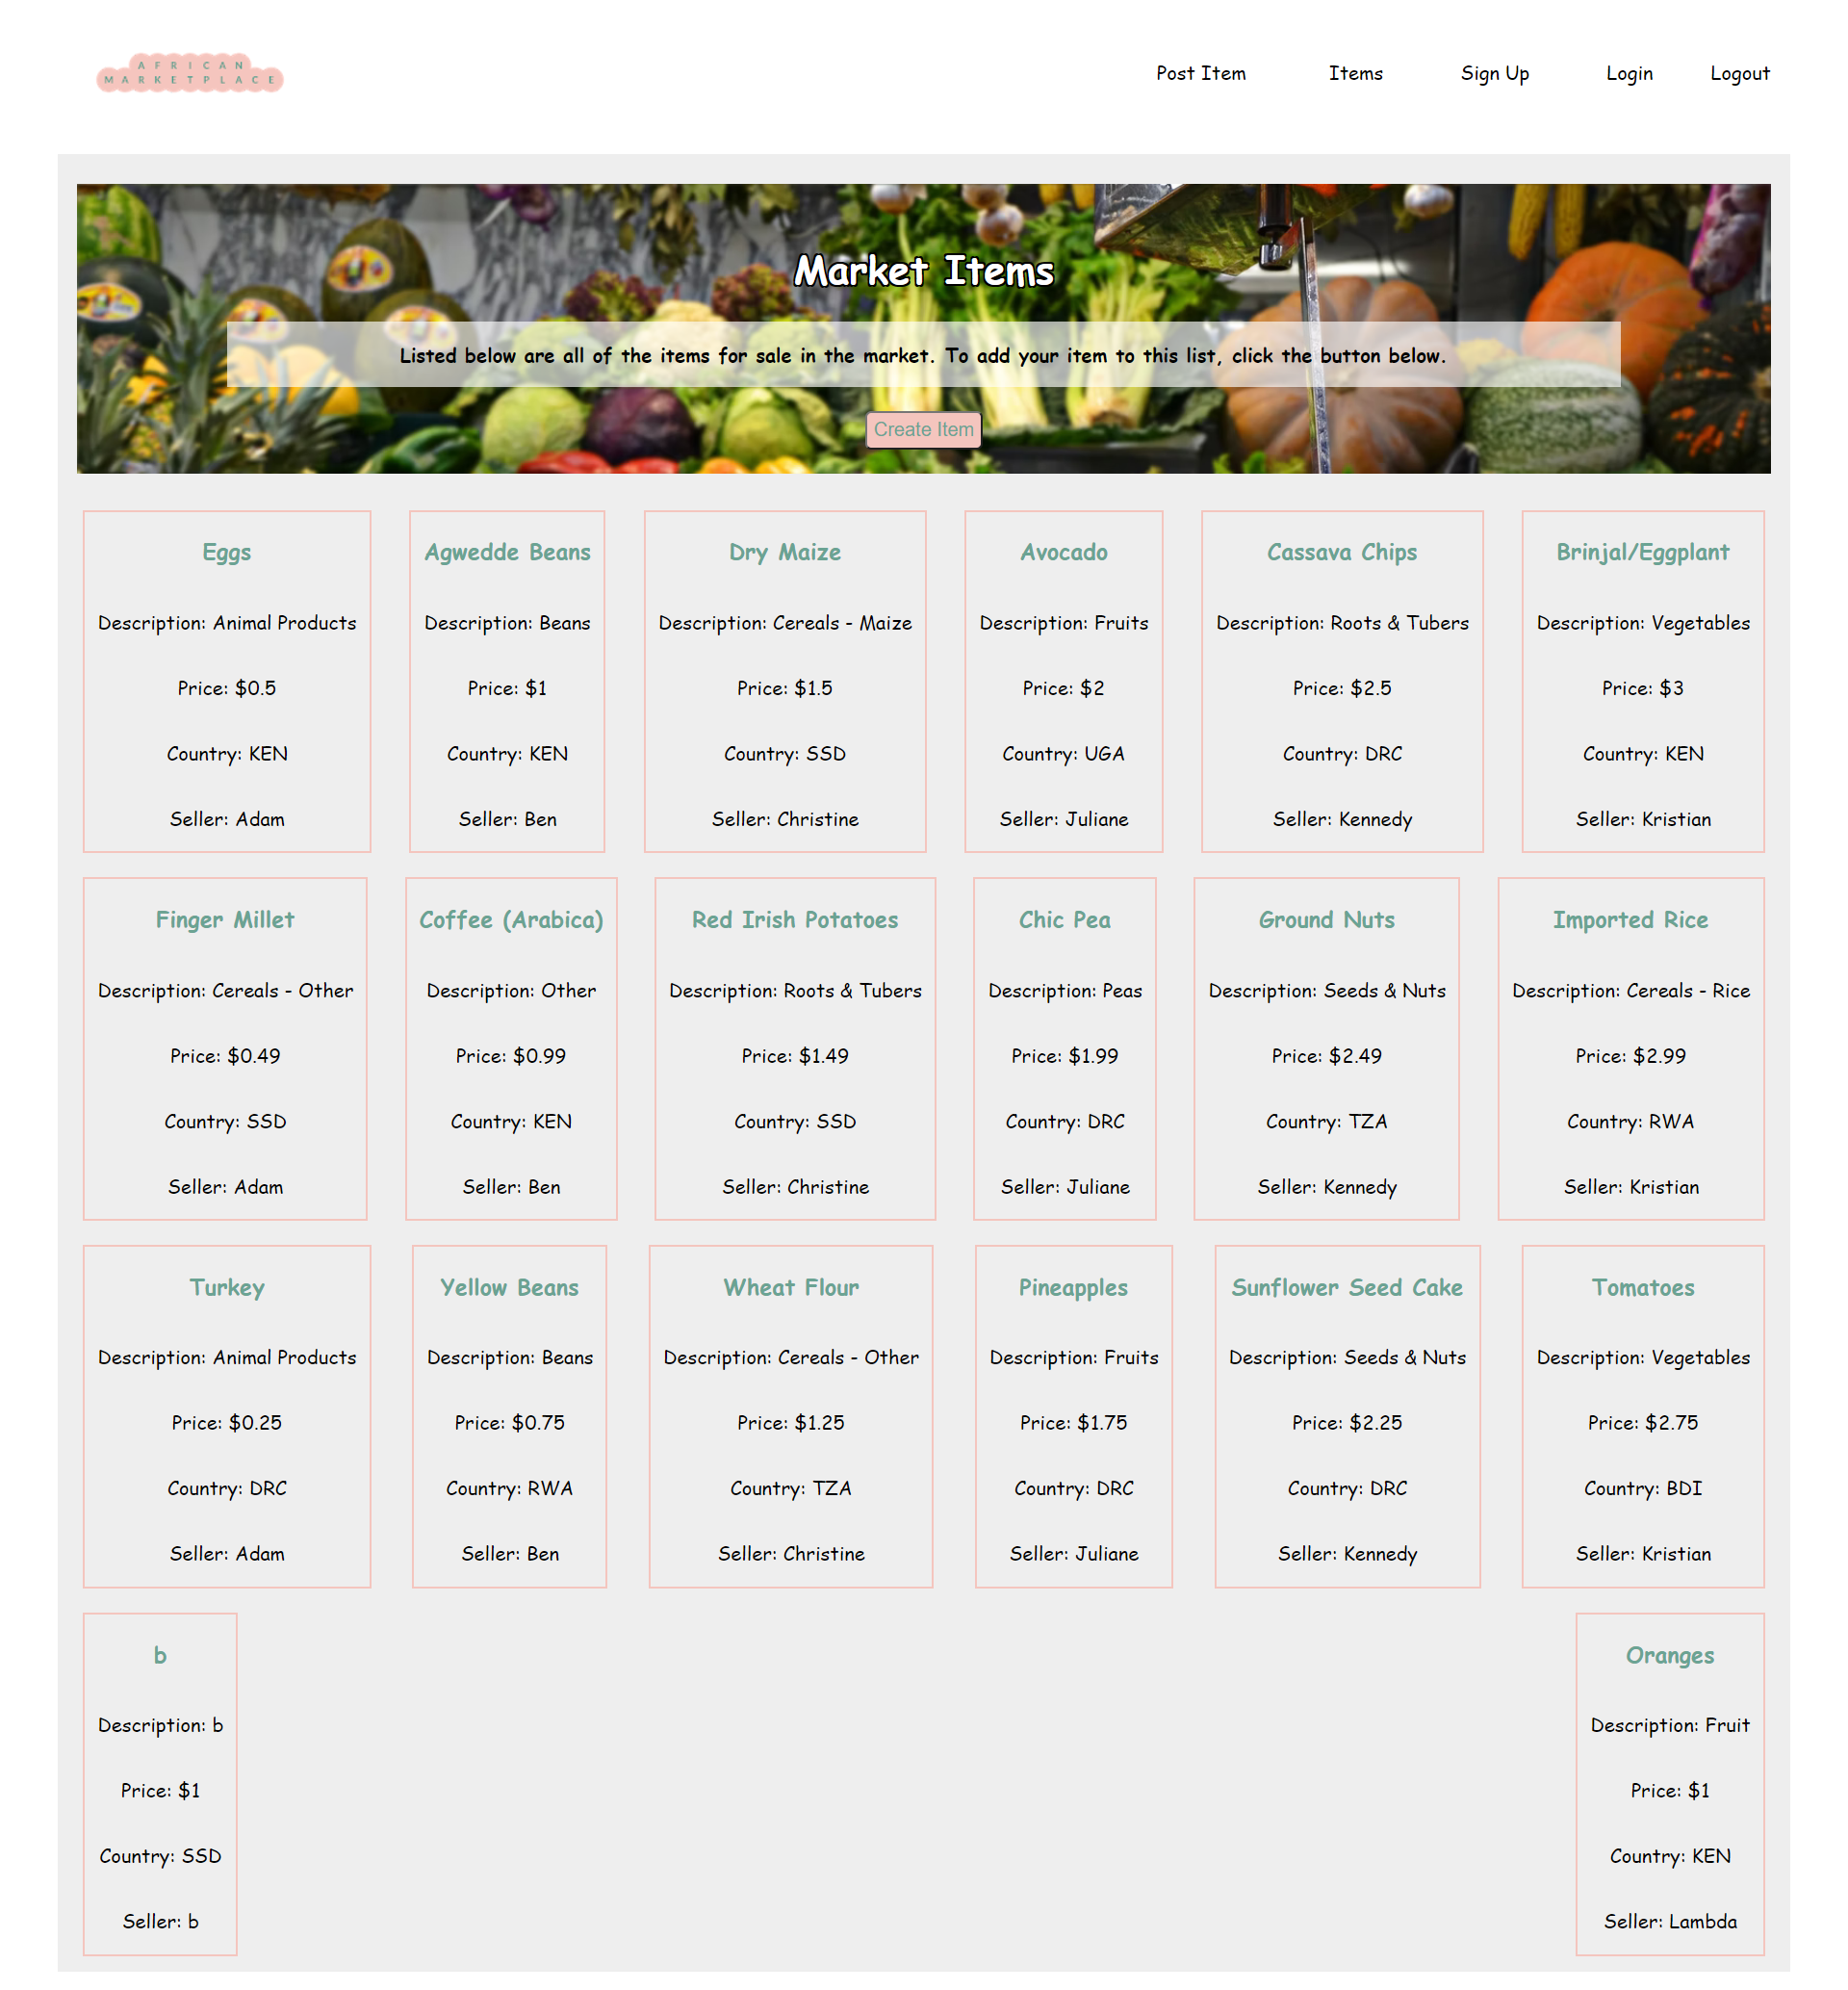 AFRICAN
MARKETPLACE
Post Item
Items
Sign Up
Login
Logout
Market Items
Listed below are all of the items for sale in the market. To add your item to this list, click the button below.
Create Item
Eggs
Description: Animal Products
Price: $0.5
Country: KEN
Seller: Adam
Agwedde Beans
Description: Beans
Price: $1
Country: KEN
Seller: Ben
Dry Maize
Description: Cereals - Maize
Price: $1.5
Country: SSD
Seller: Christine
Avocado
Description: Fruits
Price: $2
Country: UGA
Seller: Juliane
Cassava Chips
Description: Roots & Tubers
Price: $2.5
Country: DRC
Seller: Kennedy
Brinjal/Eggplant
Description: Vegetables
Price: $3
Country: KEN
Seller: Kristian
Finger Millet
Description: Cereals - Other
Price: $0.49
Country: SSD
Seller: Adam
Coffee (Arabica)
Description: Other
Price: $0.99
Country: KEN
Seller: Ben
Red Irish Potatoes
Description: Roots & Tubers
Price: $1.49
Country: SSD
Seller: Christine
Chic Pea
Description: Peas
Price: $1.99
Country: DRC
Seller: Juliane
Ground Nuts
Description: Seeds & Nuts
Price: $2.49
Country: TZA
Seller: Kennedy
Imported Rice
Description: Cereals - Rice
Price: $2.99
Country: RWA
Seller: Kristian
Turkey
Description: Animal Products
Price: $0.25
Country: DRC
Seller: Adam
Yellow Beans
Description: Beans
Price: $0.75
Country: RWA
Seller: Ben
Wheat Flour
Description: Cereals - Other
Price: $1.25
Country: TZA
Seller: Christine
Pineapples
Description: Fruits
Price: $1.75
Country: DRC
Seller: Juliane
Sunflower Seed Cake
Description: Seeds & Nuts
Price: $2.25
Country: DRC
Seller: Kennedy
Tomatoes
Description: Vegetables
Price: $2.75
Country: BDI
Seller: Kristian
b
Description: b
Price: $1
Country: SSD
Seller: b
Oranges
Description: Fruit
Price: $1
Country: KEN
Seller: Lambda